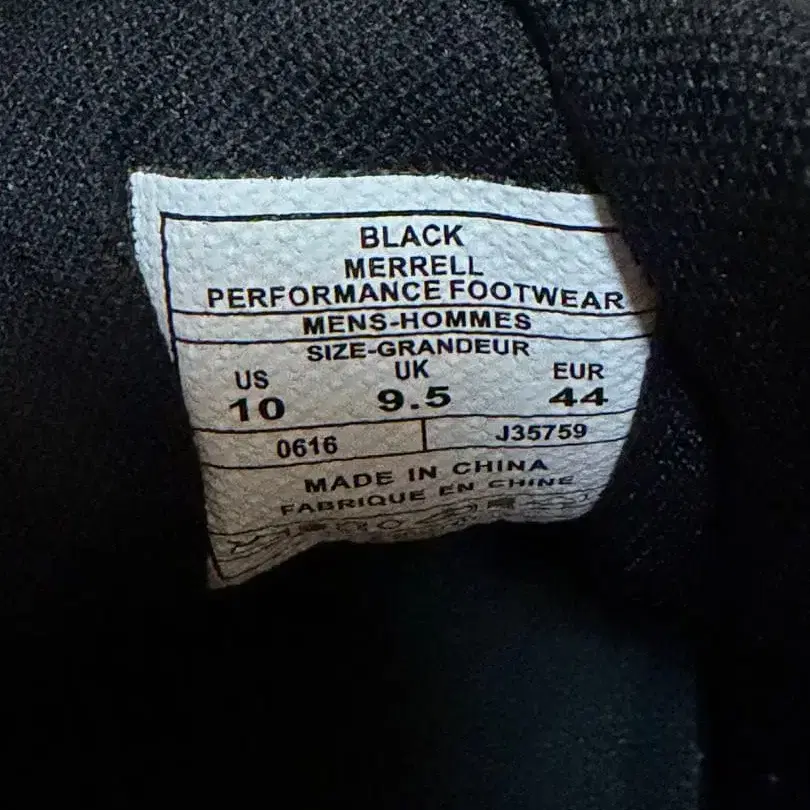 BLACK
MERRELL
PERFORMANCE FOOTWEAR
MENS-HOMMES
SIZE-GRANDEUR
US UK EUR
10 9.5 44
0616 J35759
MADE IN CHINA
FABRIQUE EN CHINE